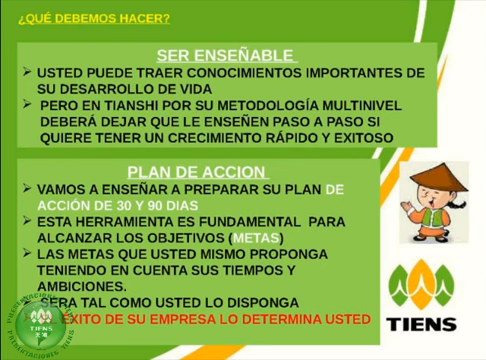 ¿QUÉ DEBEMOS HACER?
SER ENSEÑABLE
USTED PUEDE TRAER CONOCIMIENTOS IMPORTANTES DE
SU DESARROLLO DE VIDA
PERO EN TIANSHI POR SU METODOLOGÍA MULTINIVEL
DEBERÁ DEJAR QUE LE ENSEÑEN PASO A PASO SI
QUIERE TENER UN CRECIMIENTO RÁPIDO Y EXITOSO
PLAN DE ACCION
VAMOS A ENSEÑAR A PREPARAR SU PLAN DE
ACCIÓN DE 30 Y 90 DIAS
ESTA HERRAMIENTA ES FUNDAMENTAL PARA
ALCANZAR LOS OBJETIVOS (METAS)
LAS METAS QUE USTED MISMO PROPONGA
TENIENDO EN CUENTA SUS TIEMPOS Y
AMBICIONES.
SERA TAL COMO USTED LO DISPONGA
EXITO DE SU EMPRESA LO DETERMINA USTED
TIENS
TIENS